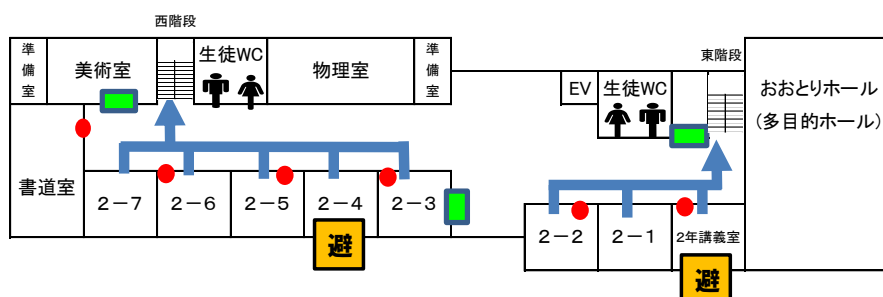 西階段
東階段
準備室
美術室
生徒WC
物理室
準備室
EV
生徒WC
おおとりホール
(多目的ホール)
書道室
2-7
2-6
2-5
2-4
2-3
2-2
2-1
2年講義室
避
避